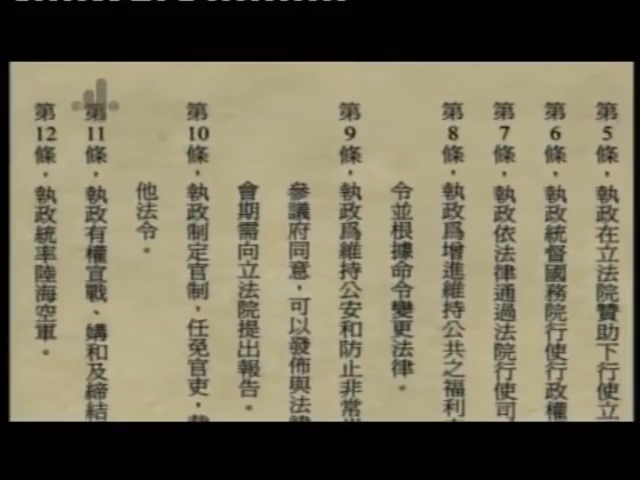 第5條，執政在立法院贊助下行使立
第6條，執政統督國務院行使行政權
第7條，執政依法律通過法院行使司
第8條，執政爲增進維持公共之福利
令並根據命令變更法律。
第9條，執政爲維持公安和防止非常
參議府同意，可以發佈與法律
會期需向立法院提出報告。
第10條，執政制定官制，任免官吏，
他法令。
第11條，執政有權宣戰、媾和及締結
第12條，執政統率陸海空軍。